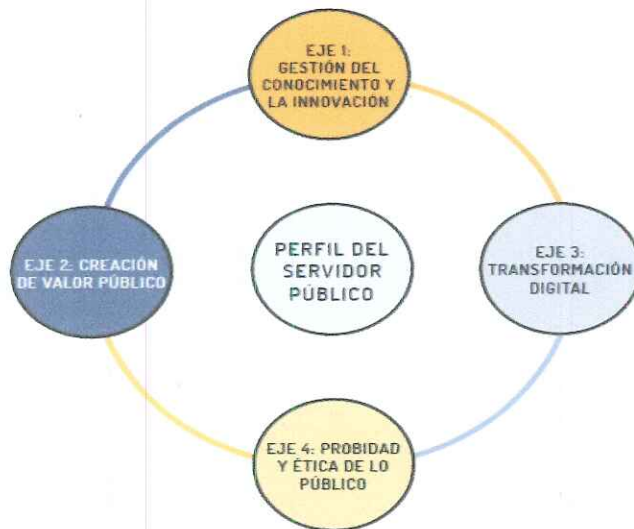 EJE 1:
GESTIÓN DEL
CONOCIMIENTO Y
LA INNOVACIÓN
EJE 2: CREACIÓN
DE VALOR PÚBLICO
PERFIL DEL
SERVIDOR
PÚBLICO
EJE 3:
TRANSFORMACIÓN
DIGITAL
EJE 4: PROBIDAD
Y ÉTICA DE LO
PÚBLICO